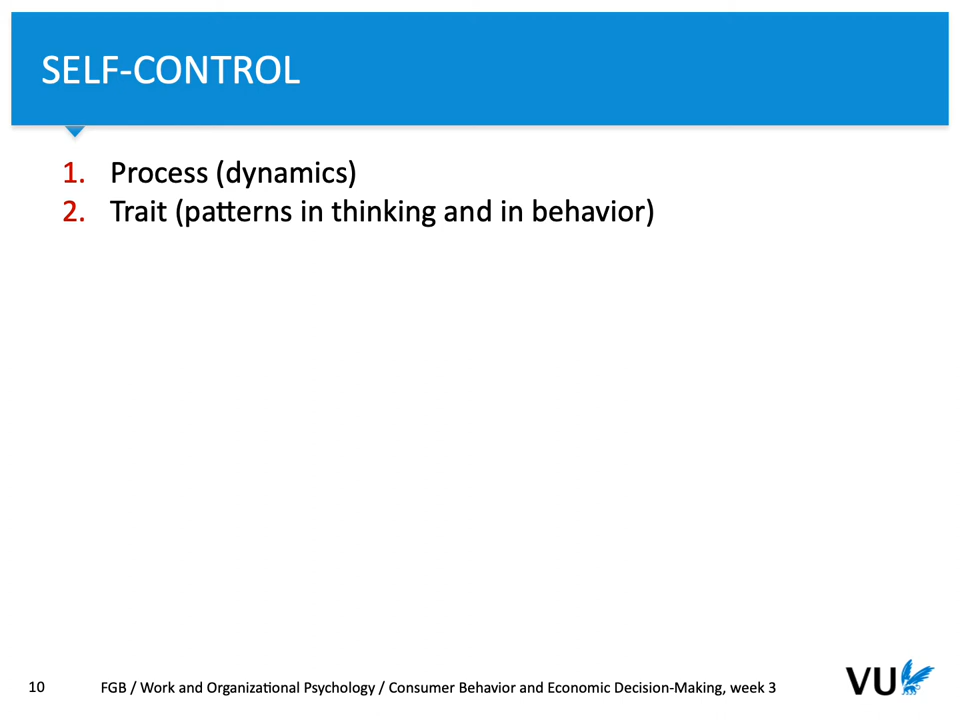 SELF-CONTROL
1. Process (dynamics)
2. Trait (patterns in thinking and in behavior)
10 FGB / Work and Organizational Psychology / Consumer Behavior and Economic Decision-Making, week 3
VU